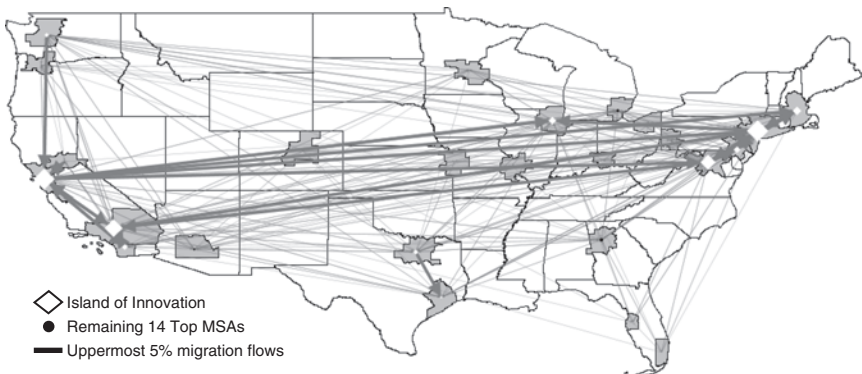 Island of Innovation
Remaining 14 Top MSAs
Uppermost 5% migration flows